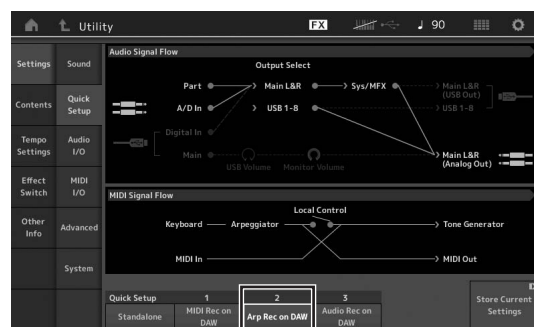 Utility
FX
90
Settings
Sound
Contents
Quick Setup
Tempo Settings
Audio I/O
Effect Switch
MIDI I/O
Other Info
Advanced
System
Audio Signal Flow
Output Select
Part
Main L&R
Sys/MFX
Main L&R (USB Out)
A/D In
USB 1-8
USB 1-8
Digital In
Main
USB Volume
Monitor Volume
Main L&R (Analog Out)
MIDI Signal Flow
Local Control
Keyboard
Arpeggiator
Tone Generator
MIDI In
MIDI Out
Quick Setup
1
2
3
Standalone
MIDI Rec on DAW
Arp Rec on DAW
Audio Rec on DAW
Store Current Settings